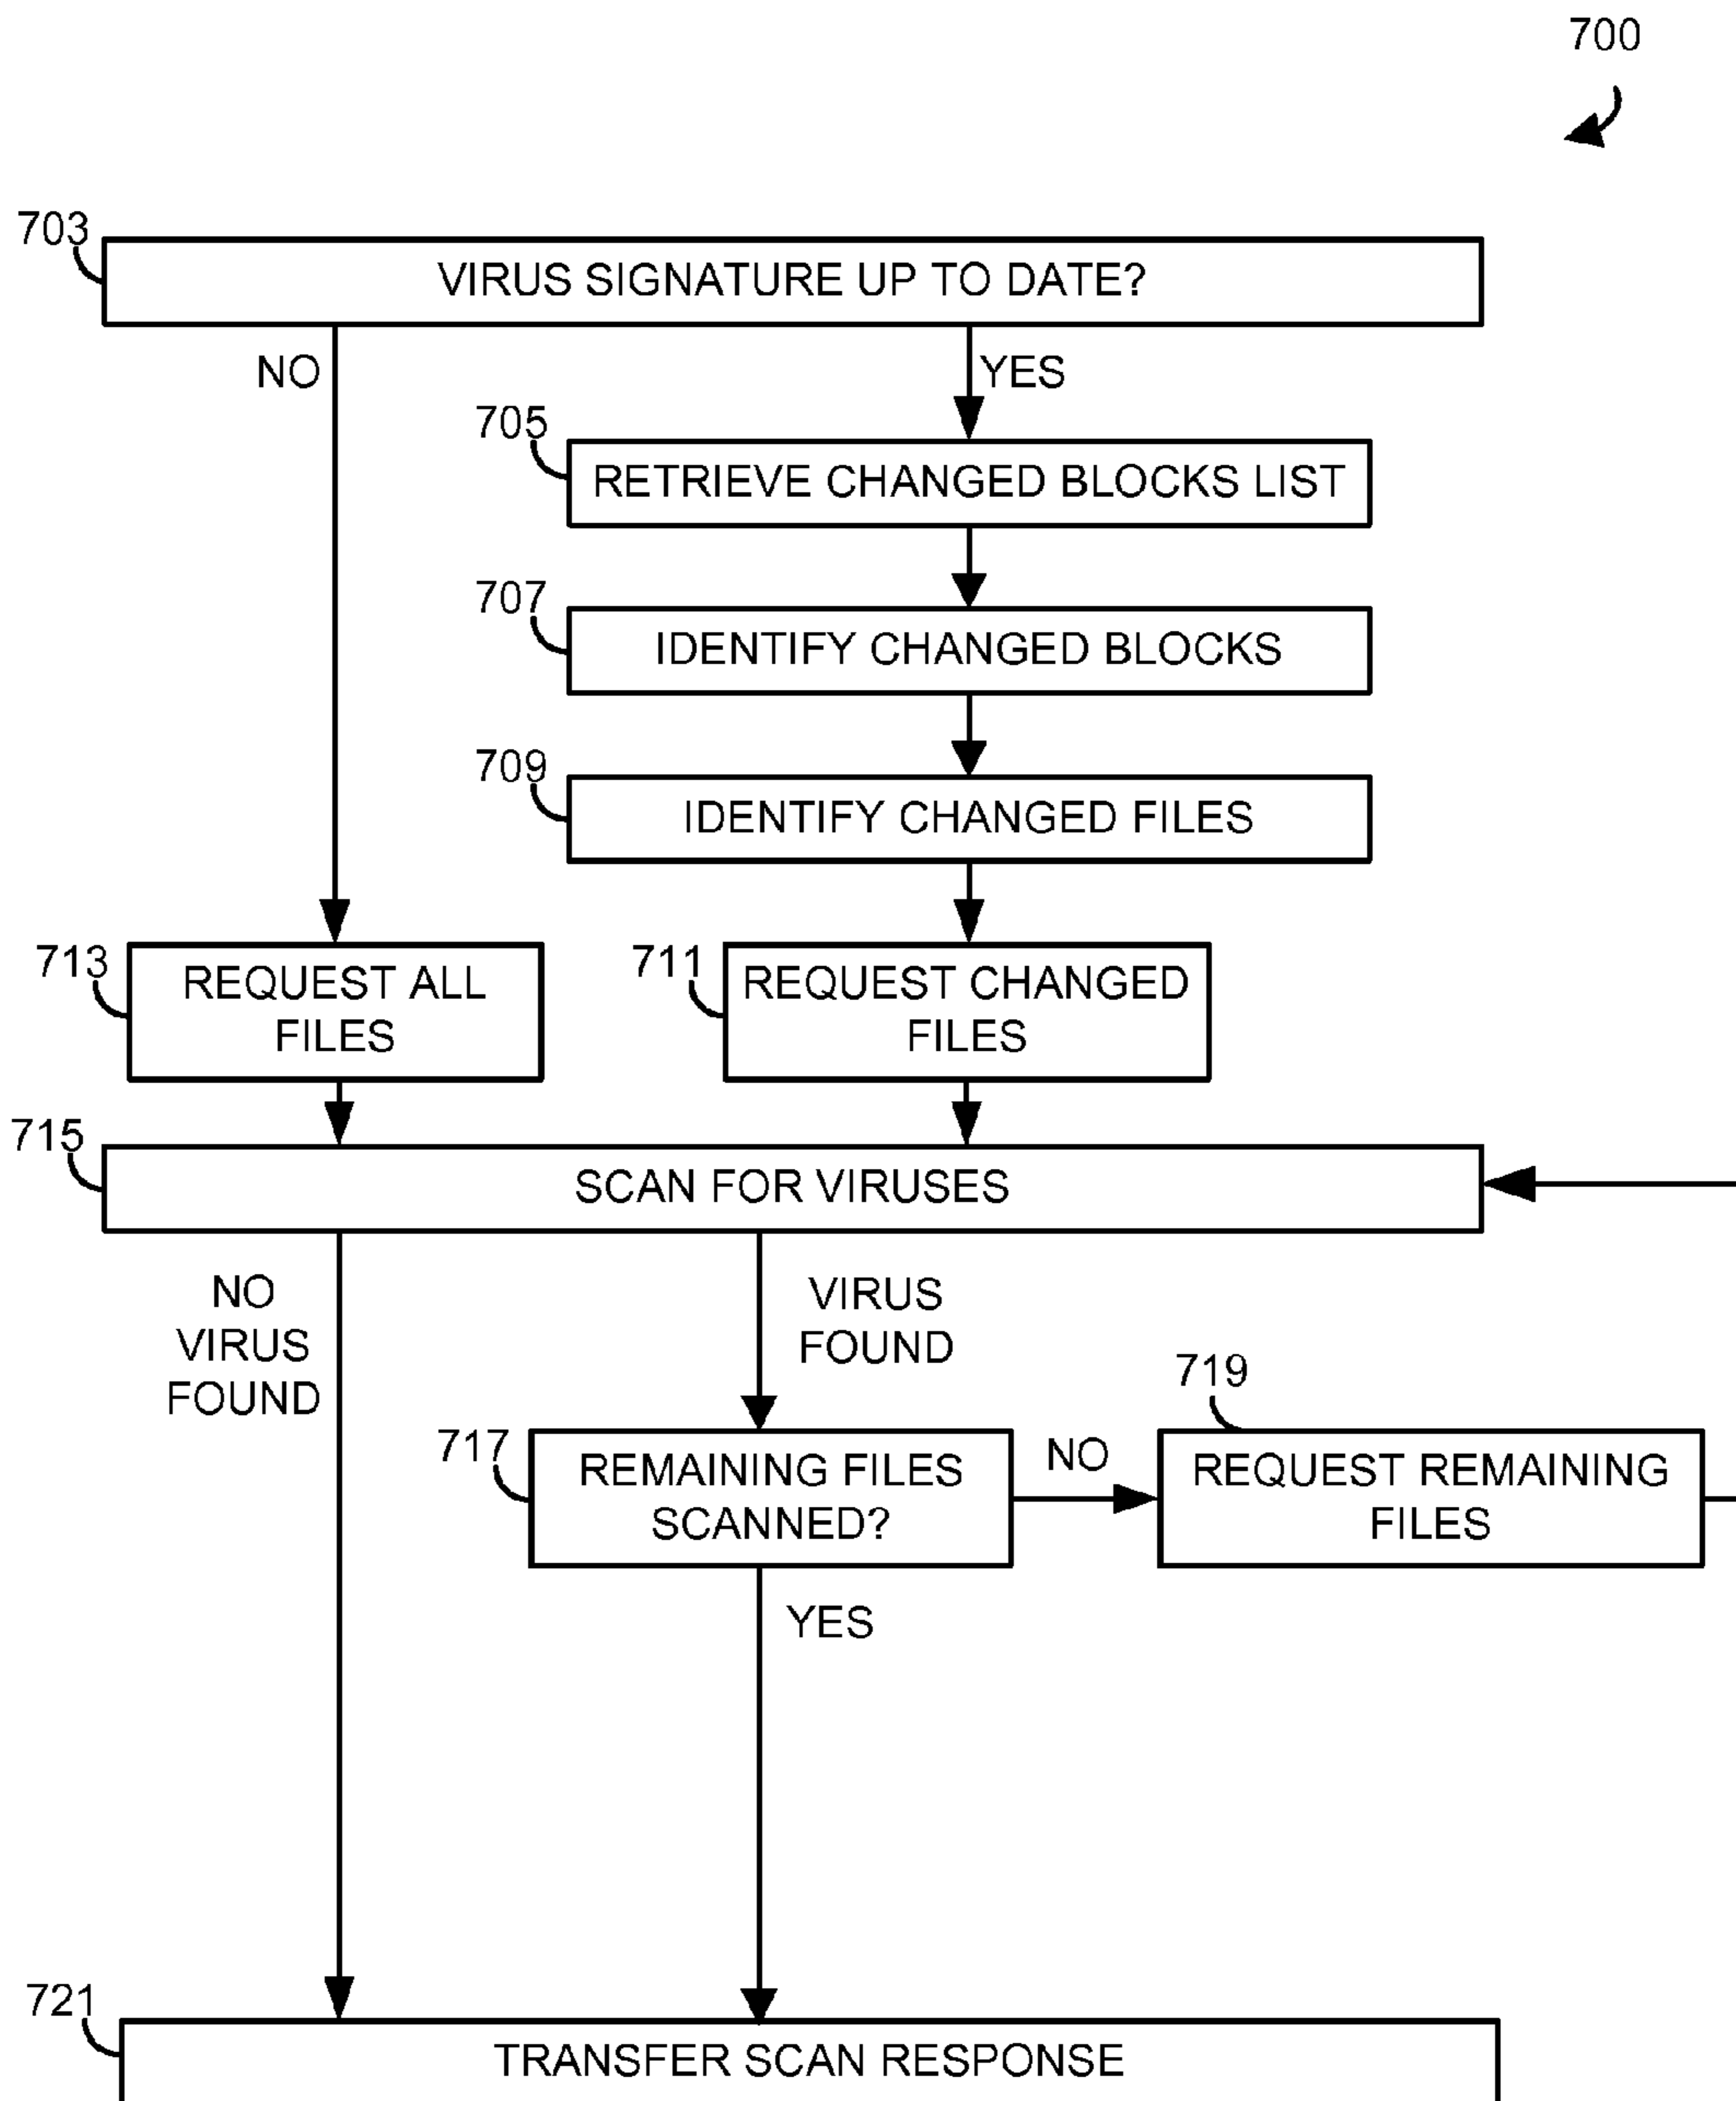 700
703
VIRUS SIGNATURE UP TO DATE?
NO
YES
705
RETRIEVE CHANGED BLOCKS LIST
707
IDENTIFY CHANGED BLOCKS
709
IDENTIFY CHANGED FILES
713
REQUEST ALL
FILES
711
REQUEST CHANGED
FILES
715
SCAN FOR VIRUSES
NO
VIRUS
FOUND
VIRUS
FOUND
717
REMAINING FILES
SCANNED?
NO
719
REQUEST REMAINING
FILES
YES
721
TRANSFER SCAN RESPONSE